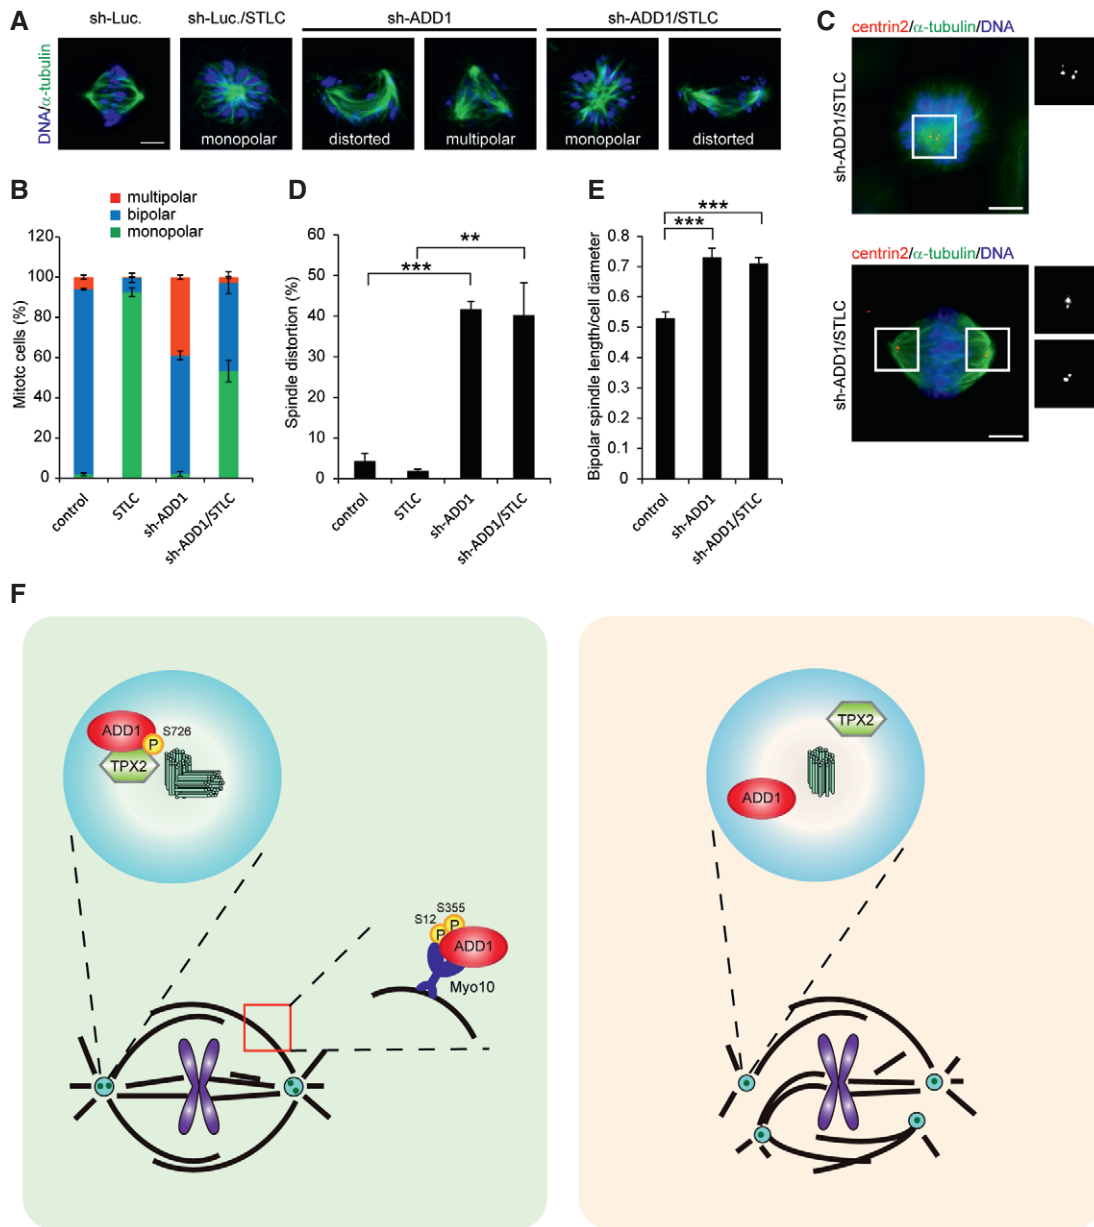 A
sh-Luc.
sh-Luc./STLC
sh-ADD1
sh-ADD1/STLC
DNA/α-tubulin
monopolar
distorted
multipolar
monopolar
distorted
C
centrin2/α-tubulin/DNA
sh-ADD1/STLC
centrin2/α-tubulin/DNA
sh-ADD1/STLC
B
multipolar
bipolar
monopolar
Mitotc cells (%)
120
100
80
60
40
20
0
control
STLC
sh-ADD1
sh-ADD1/STLC
D
Spindle distortion (%)
60
50
40
30
20
10
0
***
**
control
STLC
sh-ADD1
sh-ADD1/STLC
E
Bipolar spindle length/cell diameter
0.8
0.7
0.6
0.5
0.4
0.3
0.2
0.1
0
***
***
control
sh-ADD1
sh-ADD1/STLC
F
ADD1
P
S726
TPX2
S355
S12
P
P
ADD1
Myo10
TPX2
ADD1